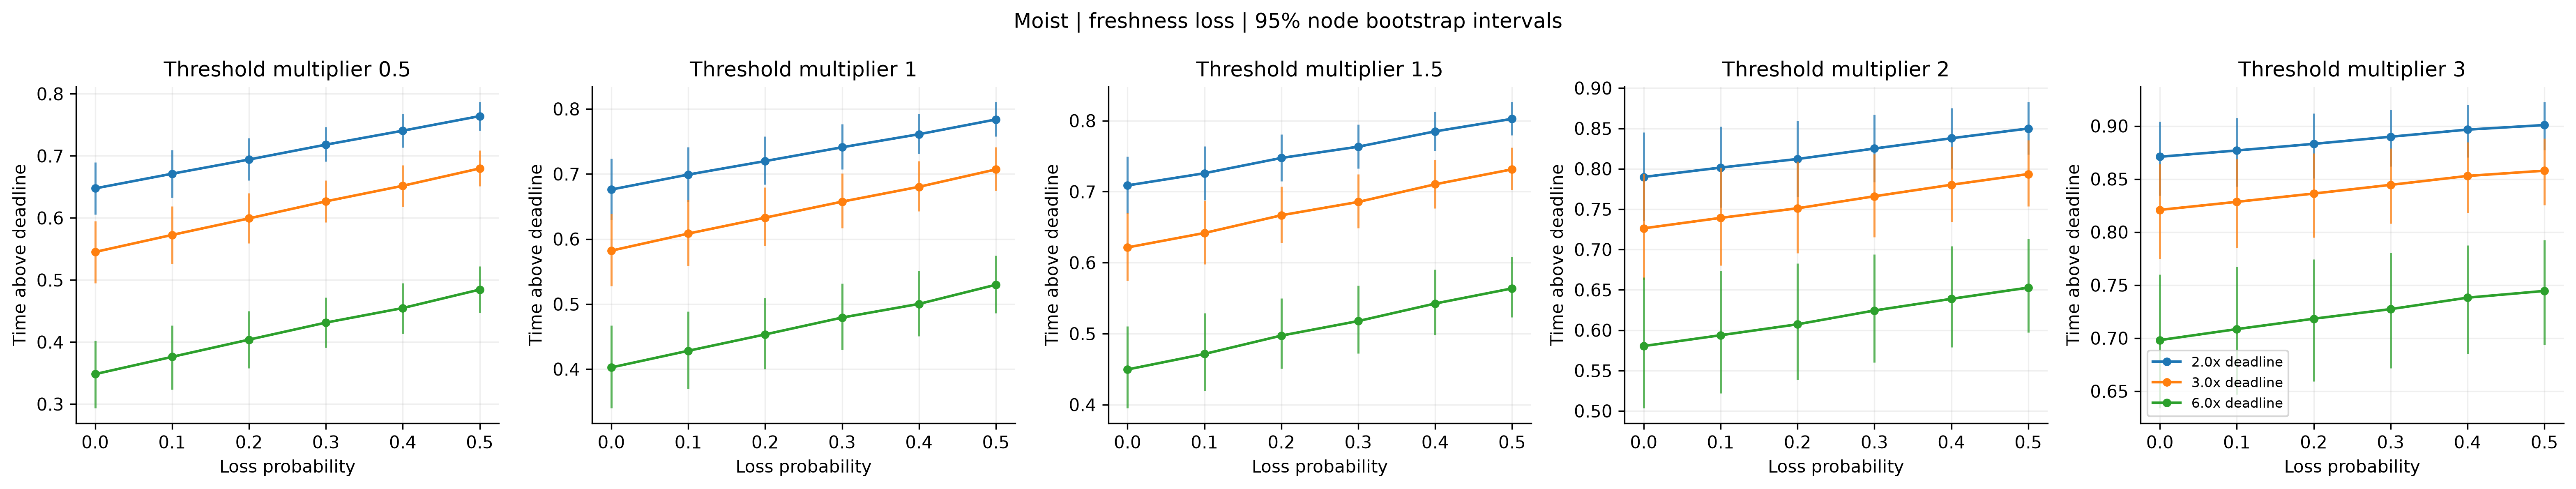 Moist | freshness loss | 95% node bootstrap intervals
Threshold multiplier 0.5
Time above deadline
0.8
0.7
0.6
0.5
0.4
0.3
0.0 0.1 0.2 0.3 0.4 0.5
Loss probability
Threshold multiplier 1
Time above deadline
0.8
0.7
0.6
0.5
0.4
0.0 0.1 0.2 0.3 0.4 0.5
Loss probability
Threshold multiplier 1.5
Time above deadline
0.8
0.7
0.6
0.5
0.4
0.0 0.1 0.2 0.3 0.4 0.5
Loss probability
Threshold multiplier 2
Time above deadline
0.90
0.85
0.80
0.75
0.70
0.65
0.60
0.55
0.50
0.0 0.1 0.2 0.3 0.4 0.5
Loss probability
Threshold multiplier 3
Time above deadline
0.90
0.85
0.80
0.75
0.70
0.65
2.0x deadline
3.0x deadline
6.0x deadline
0.0 0.1 0.2 0.3 0.4 0.5
Loss probability